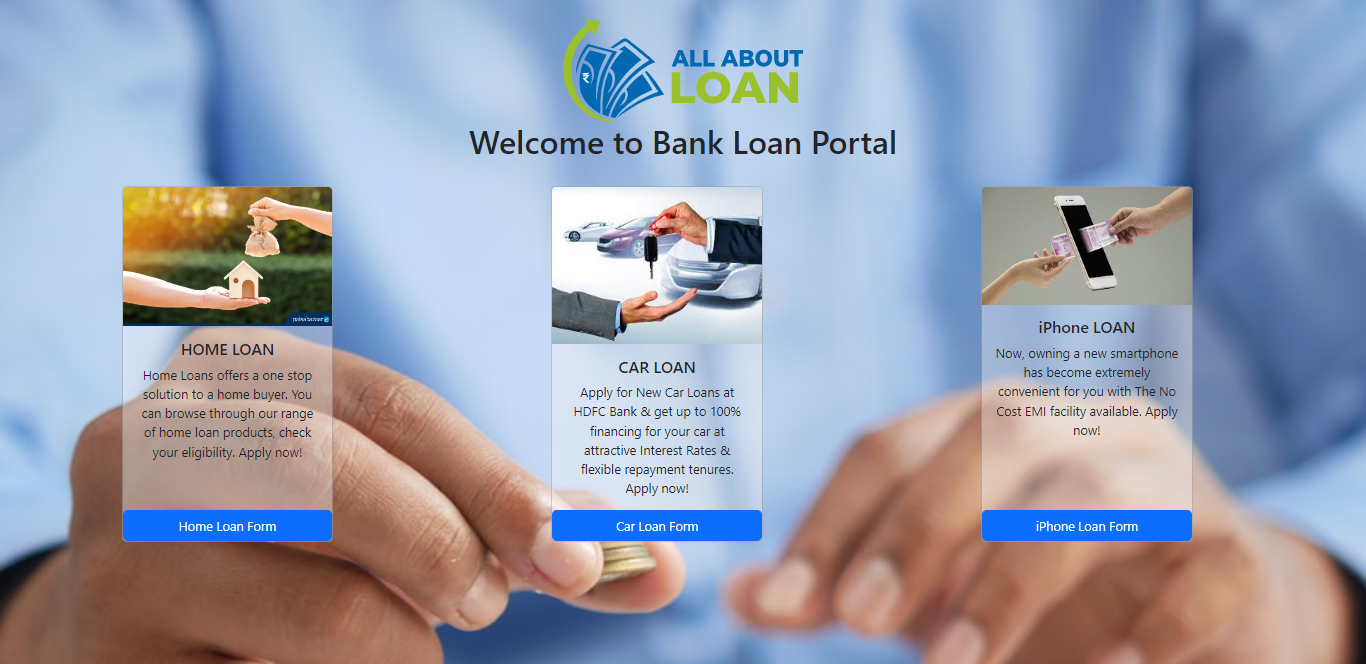 ₹
ALL ABOUT
LOAN
Welcome to Bank Loan Portal
HOME LOAN
Home Loans offers a one stop
solution to a home buyer. You
can browse through our range
of home loan products, check
your eligibility. Apply now!
Home Loan Form
CAR LOAN
Apply for New Car Loans at
HDFC Bank & get up to 100%
financing for your car at
attractive Interest Rates &
flexible repayment tenures.
Apply now!
Car Loan Form
iPhone LOAN
Now, owning a new smartphone
has become extremely
convenient for you with The No
Cost EMI facility available. Apply
now!
iPhone Loan Form